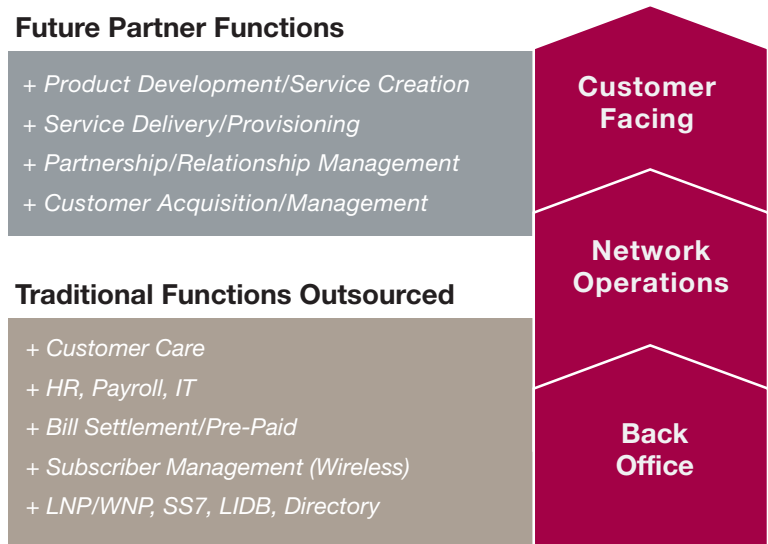 Future Partner Functions
+ Product Development/Service Creation
+ Service Delivery/Provisioning
+ Partnership/Relationship Management
+ Customer Acquisition/Management
Customer
Facing
Network
Operations
Traditional Functions Outsourced
+ Customer Care
+ HR, Payroll, IT
+ Bill Settlement/Pre-Paid
+ Subscriber Management (Wireless)
+ LNP/WNP, SS7, LIDB, Directory
Back
Office